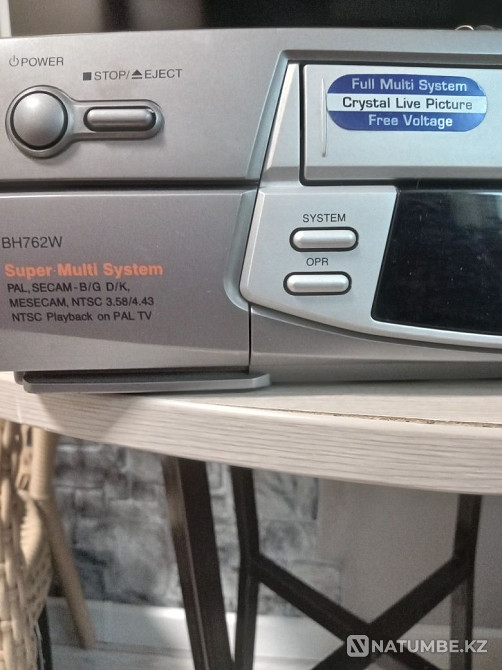 POWER
STOP/ EJECT
Full Multi System
Crystal Live Picture
Free Voltage
SYSTEM
OPR
BH762W
Super Multi System
PAL, SECAM-B/G D/K,
MESECAM, NTSC 3.58/4.43
NTSC Playback on PAL TV
NATUMBE.KZ